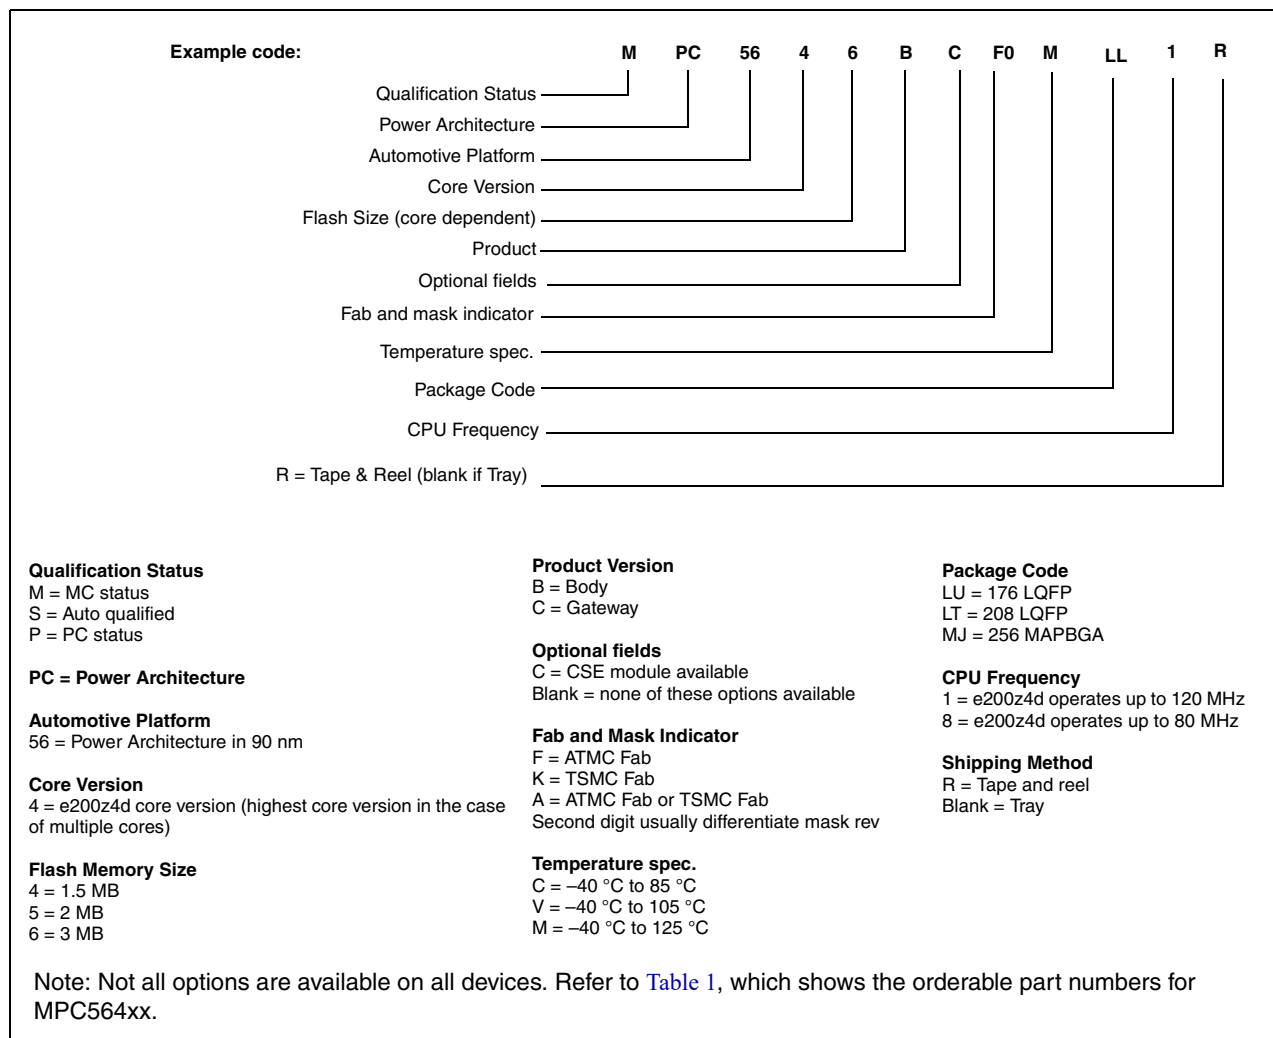 Example code: M PC 56 4 6 B C F0 M LL 1 R
Qualification Status
Power Architecture
Automotive Platform
Core Version
Flash Size (core dependent)
Product
Optional fields
Fab and mask indicator
Temperature spec.
Package Code
CPU Frequency
R = Tape & Reel (blank if Tray)
Qualification Status
M = MC status
S = Auto qualified
P = PC status
PC = Power Architecture
Automotive Platform
56 = Power Architecture in 90 nm
Core Version
4 = e200z4d core version (highest core version in the case
of multiple cores)
Flash Memory Size
4 = 1.5 MB
5 = 2 MB
6 = 3 MB
Product Version
B = Body
C = Gateway
Optional fields
C = CSE module available
Blank = none of these options available
Fab and Mask Indicator
F = ATMC Fab
K = TSMC Fab
A = ATMC Fab or TSMC Fab
Second digit usually differentiate mask rev
Temperature spec.
C = –40 °C to 85 °C
V = –40 °C to 105 °C
M = –40 °C to 125 °C
Package Code
LU = 176 LQFP
LT = 208 LQFP
MJ = 256 MAPBGA
CPU Frequency
1 = e200z4d operates up to 120 MHz
8 = e200z4d operates up to 80 MHz
Shipping Method
R = Tape and reel
Blank = Tray
Note: Not all options are available on all devices. Refer to Table 1, which shows the orderable part numbers for
MPC564xx.